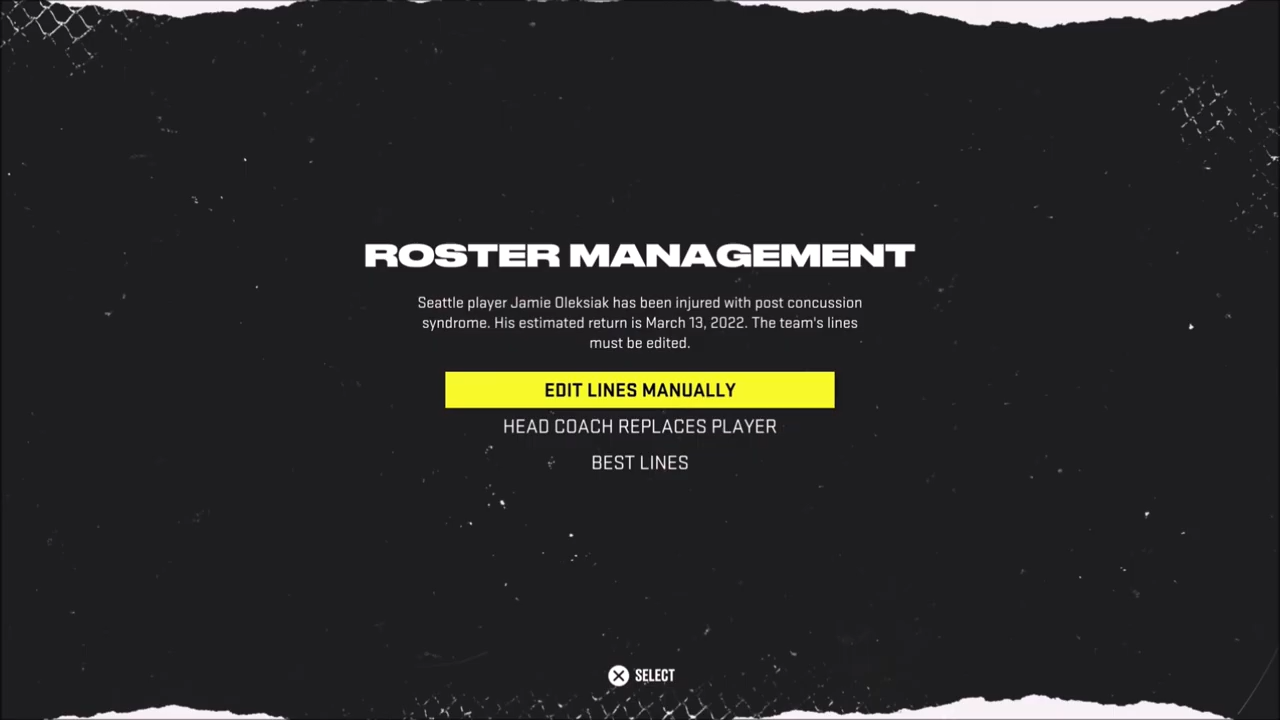 ROSTER MANAGEMENT
Seattle player Jamie Oleksiak has been injured with post concussion
syndrome. His estimated return is March 13, 2022. The team's lines
must be edited.
EDIT LINES MANUALLY
HEAD COACH REPLACES PLAYER
BEST LINES
SELECT